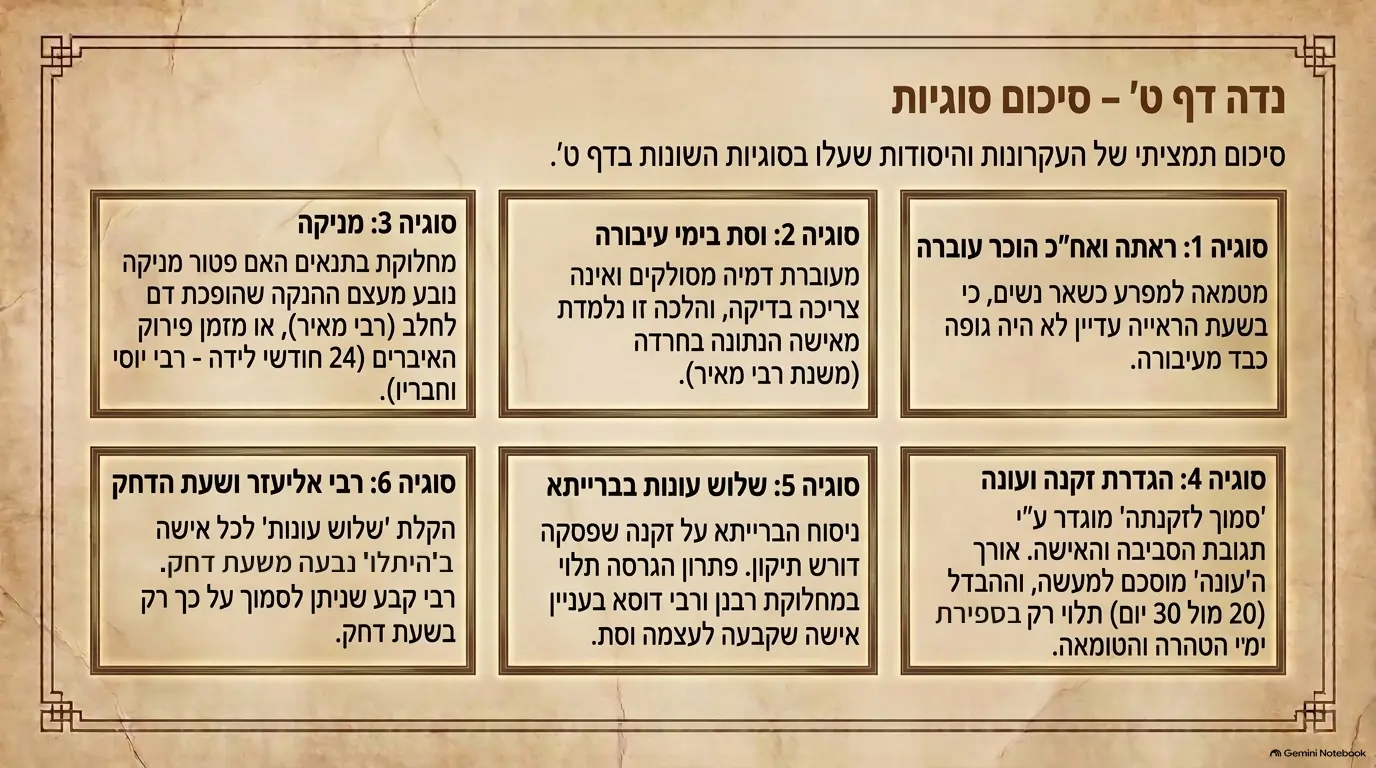 נדה דף ט' – סיכום סוגיות
סיכום תמציתי של העקרונות והיסודות שעלו בסוגיות השונות בדף ט'.
סוגיה 1: ראתה ואח"כ הוכר עוברה
מטמאה למפרע כשאר נשים, כי
בשעת הראייה עדיין לא היה גופה
כבד מעיבורה.
סוגיה 2: וסת בימי עיבורה
מעוברת דמיה מסולקים ואינה
צריכה בדיקה, והלכה זו נלמדת
מאישה הנתונה בחרדה
(משנת רבי מאיר).
סוגיה 3: מניקה
מחלוקת בתנאים האם פטור מניקה
נובע מעצם ההנקה שהופכת דם
לחלב (רבי מאיר), או מזמן פירוק
האיברים (24 חודשי לידה - רבי יוסי
וחבריו).
סוגיה 4: הגדרת זקנה ועונה
'סמוך לזקנתה' מוגדר ע"י
תגובת הסביבה והאישה. אורך
ה'עונה' מוסכם למעשה, וההבדל
(20 מול 30 יום) תלוי רק בספירת
ימיי הטהרה והטומאה.
סוגיה 5: שלוש עונות בברייתא
ניסוח הברייתא על זקנה שפסקה
דורש תיקון. פתרון הגרסה תלוי
במחלוקת רבנן ורבי דוסא בעניין
אישה שקבעה לעצמה וסת.
סוגיה 6: רבי אליעזר ושעת הדחק
הקלת 'שלוש עונות' לכל אישה
ב'היתלו' נבעה משעת דחק.
רבי קבע שניתן לסמוך על כך רק
בשעת דחק.
Gemini Notebook